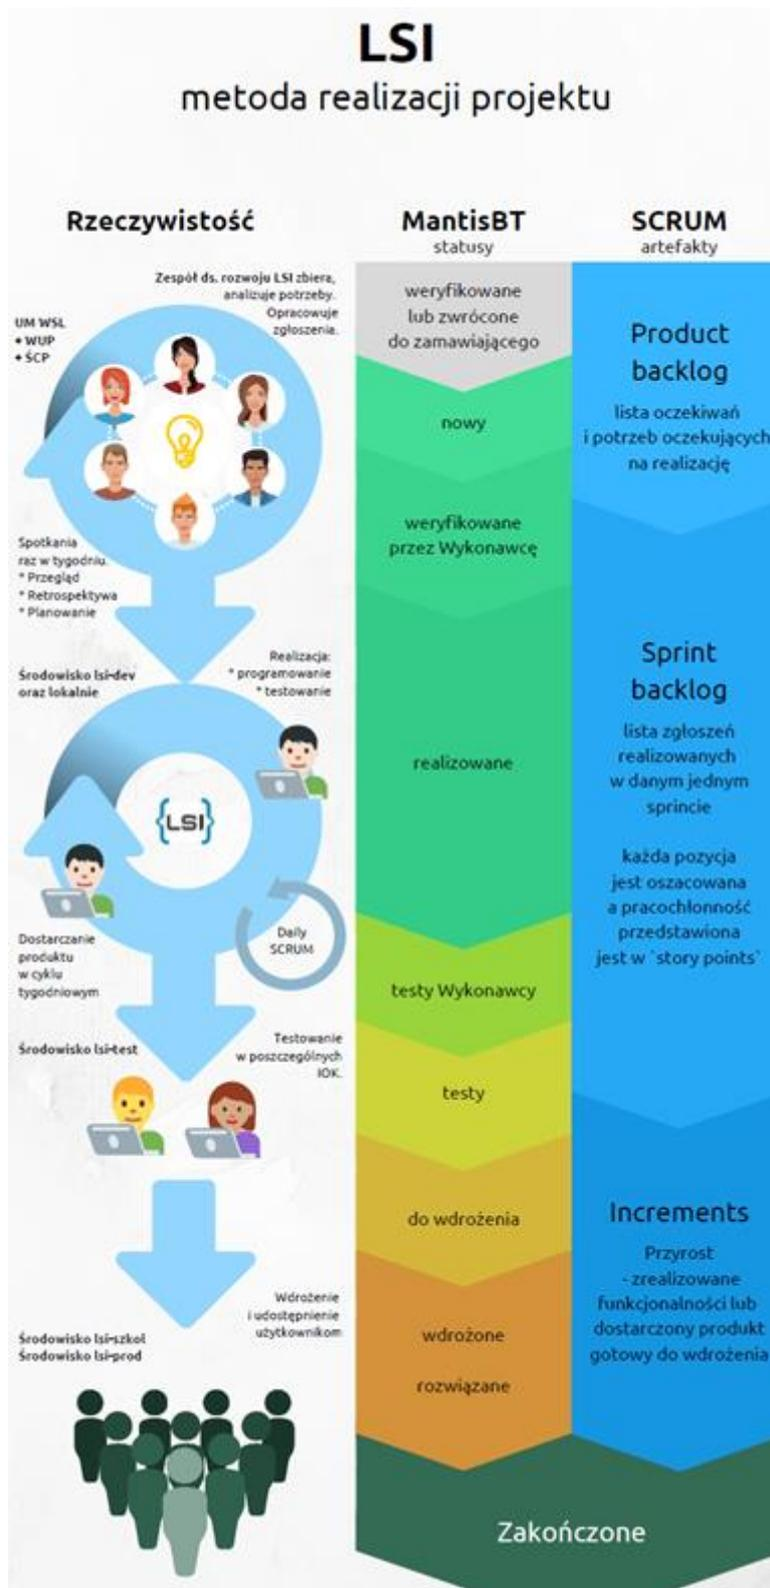 LSI
metoda realizacji projektu
Rzeczywistość
MantisBT
statusy
SCRUM
artefakty
Zespół ds. rozwoju LSI zbiera,
analizuje potrzeby.
Opracowuje
zgłoszenia.
UM WSL
+ WUP
+ ŚCP
Spotkania
raz w tygodniu.
* Przegląd
* Retrospektywa
* Planowanie
Realizacja:
* programowanie
* testowanie
Środowisko lsi-dev
oraz lokalnie
{LSI}
Daily
SCRUM
Dostarczanie
produktu
w cyklu
tygodniowym
Środowisko lsi-test
Testowanie
w poszczególnych
IOK.
Wdrożenie
i udostępnienie
użytkownikom
Środowisko lsi-szkol
Środowisko lsi-prod
weryfikowane
lub zwrócone
do zamawiającego
nowy
weryfikowane
przez Wykonawcę
realizowane
testy Wykonawcy
testy
do wdrożenia
wdrożone
rozwiązane
Product
backlog
lista oczekiwań
i potrzeb oczekujących
na realizację
Sprint
backlog
lista zgłoszeń
realizowanych
w danym jednym
sprincie
każda pozycja
jest oszacowana
a pracochłonność
przedstawiona
jest w `story points`
Increments
Przyrost
- zrealizowane
funkcjonalności lub
dostarczony produkt
gotowy do wdrożenia
Zakończone